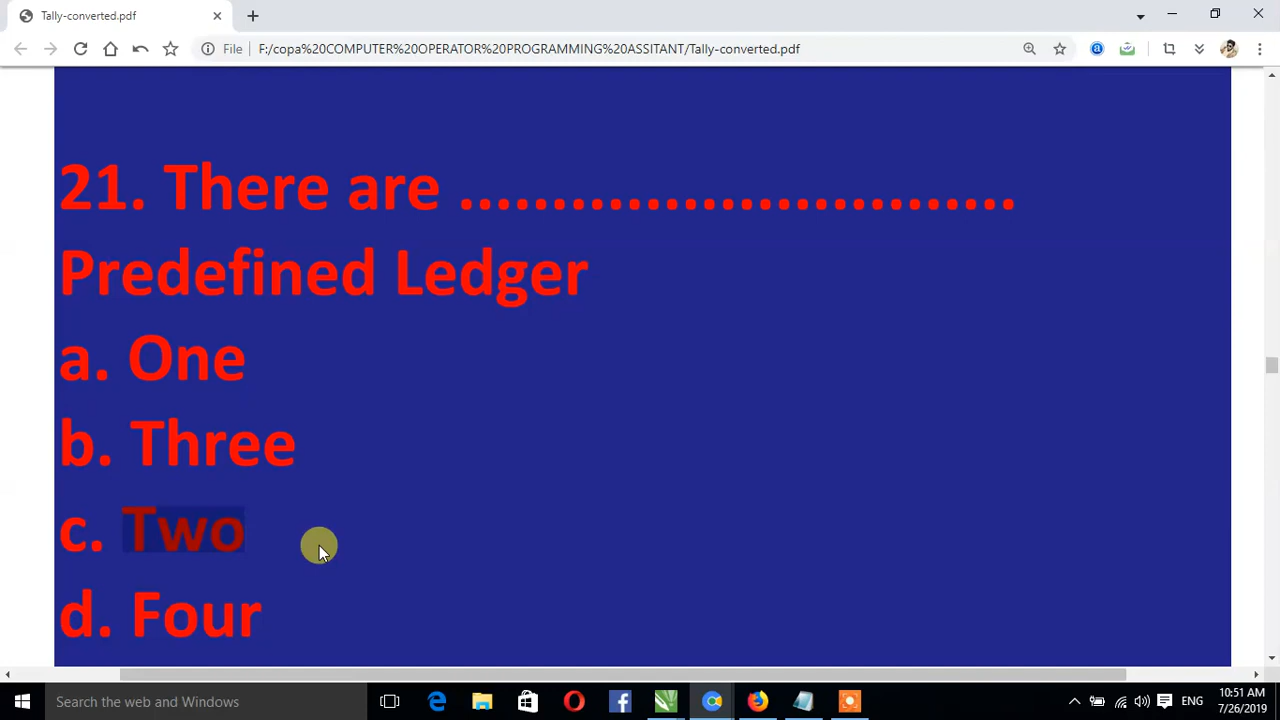 Tally-converted.pdf
File
F:/copa%20COMPUTER%20OPERATOR%20PROGRAMMING%20ASSITANT/Tally-converted.pdf
21. There are ..............................
Predefined Ledger
a. One
b. Three
c. Two
d. Four
Search the web and Windows
ENG
10:51 AM
7/26/2019